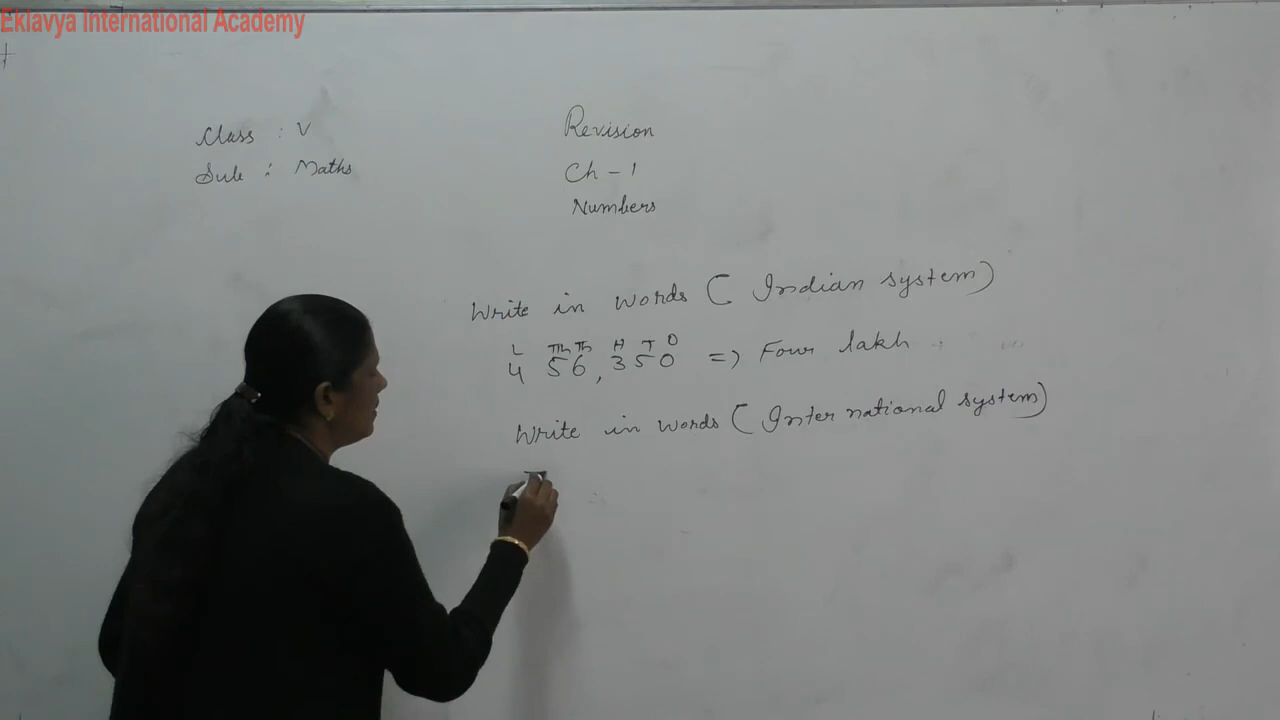 Eklavya International Academy
Class : V
Sub : Maths
Revision
Ch - 1
Numbers
Write in words ( Indian system)
L Th Th H T O
4 56,350 => Four lakh
Write in words ( International system)